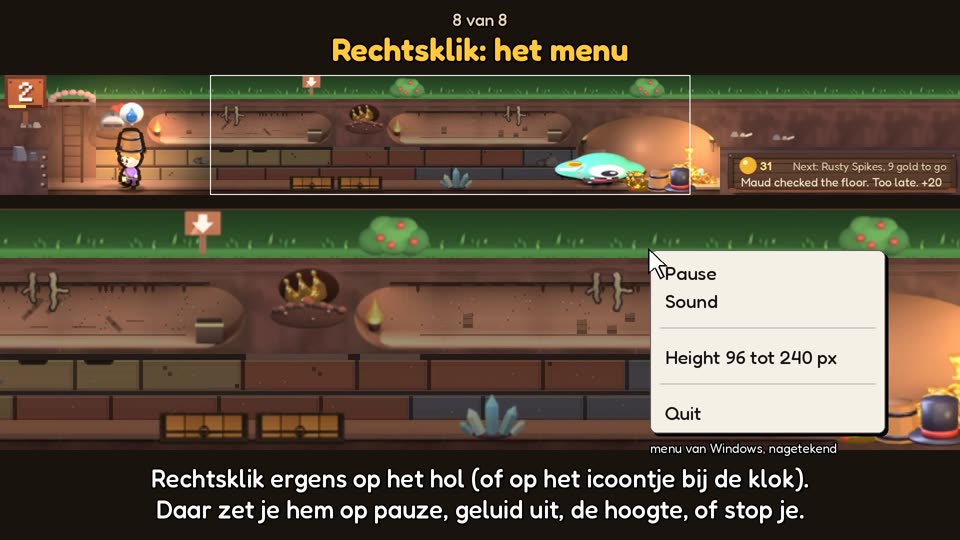 8 van 8
Rechtsklik: het menu
2
31 Next: Rusty Spikes, 9 gold to go
Maud checked the floor. Too late. +20
Pause
Sound
Height 96 tot 240 px
Quit
menu van Windows, nagetekend
Rechtsklik ergens op het hol (of op het icoontje bij de klok).
Daar zet je hem op pauze, geluid uit, de hoogte, of stop je.